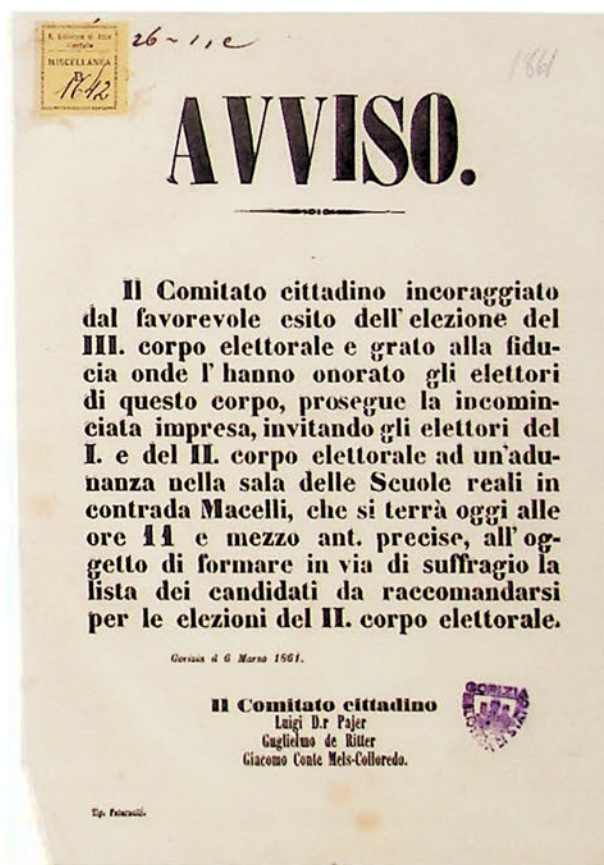 26-11,e
1861
MISCELLANEA
B
1642
AVVISO.
Il Comitato cittadino incoraggiato
dal favorevole esito dell' elezione del
III. corpo elettorale e grato alla fidu-
cia onde l' hanno onorato gli elettori
di questo corpo, prosegue la incomin-
ciata impresa, invitando gli elettori del
I. e del II. corpo elettorale ad un'adu-
nanza nella sala delle Scuole reali in
contrada Macelli, che si terrà oggi alle
ore 11 e mezzo ant. precise, all' og-
getto di formare in via di suffragio la
lista dei candidati da raccomandarsi
per le elezioni del II. corpo elettorale.
Gorizia il 6 Marzo 1861.
Il Comitato cittadino
Luigi D.r Pajer
Guglielmo de Ritter
Giacomo Conte Mels-Colloredo.
GORIZIA
Tip. Paternolli.